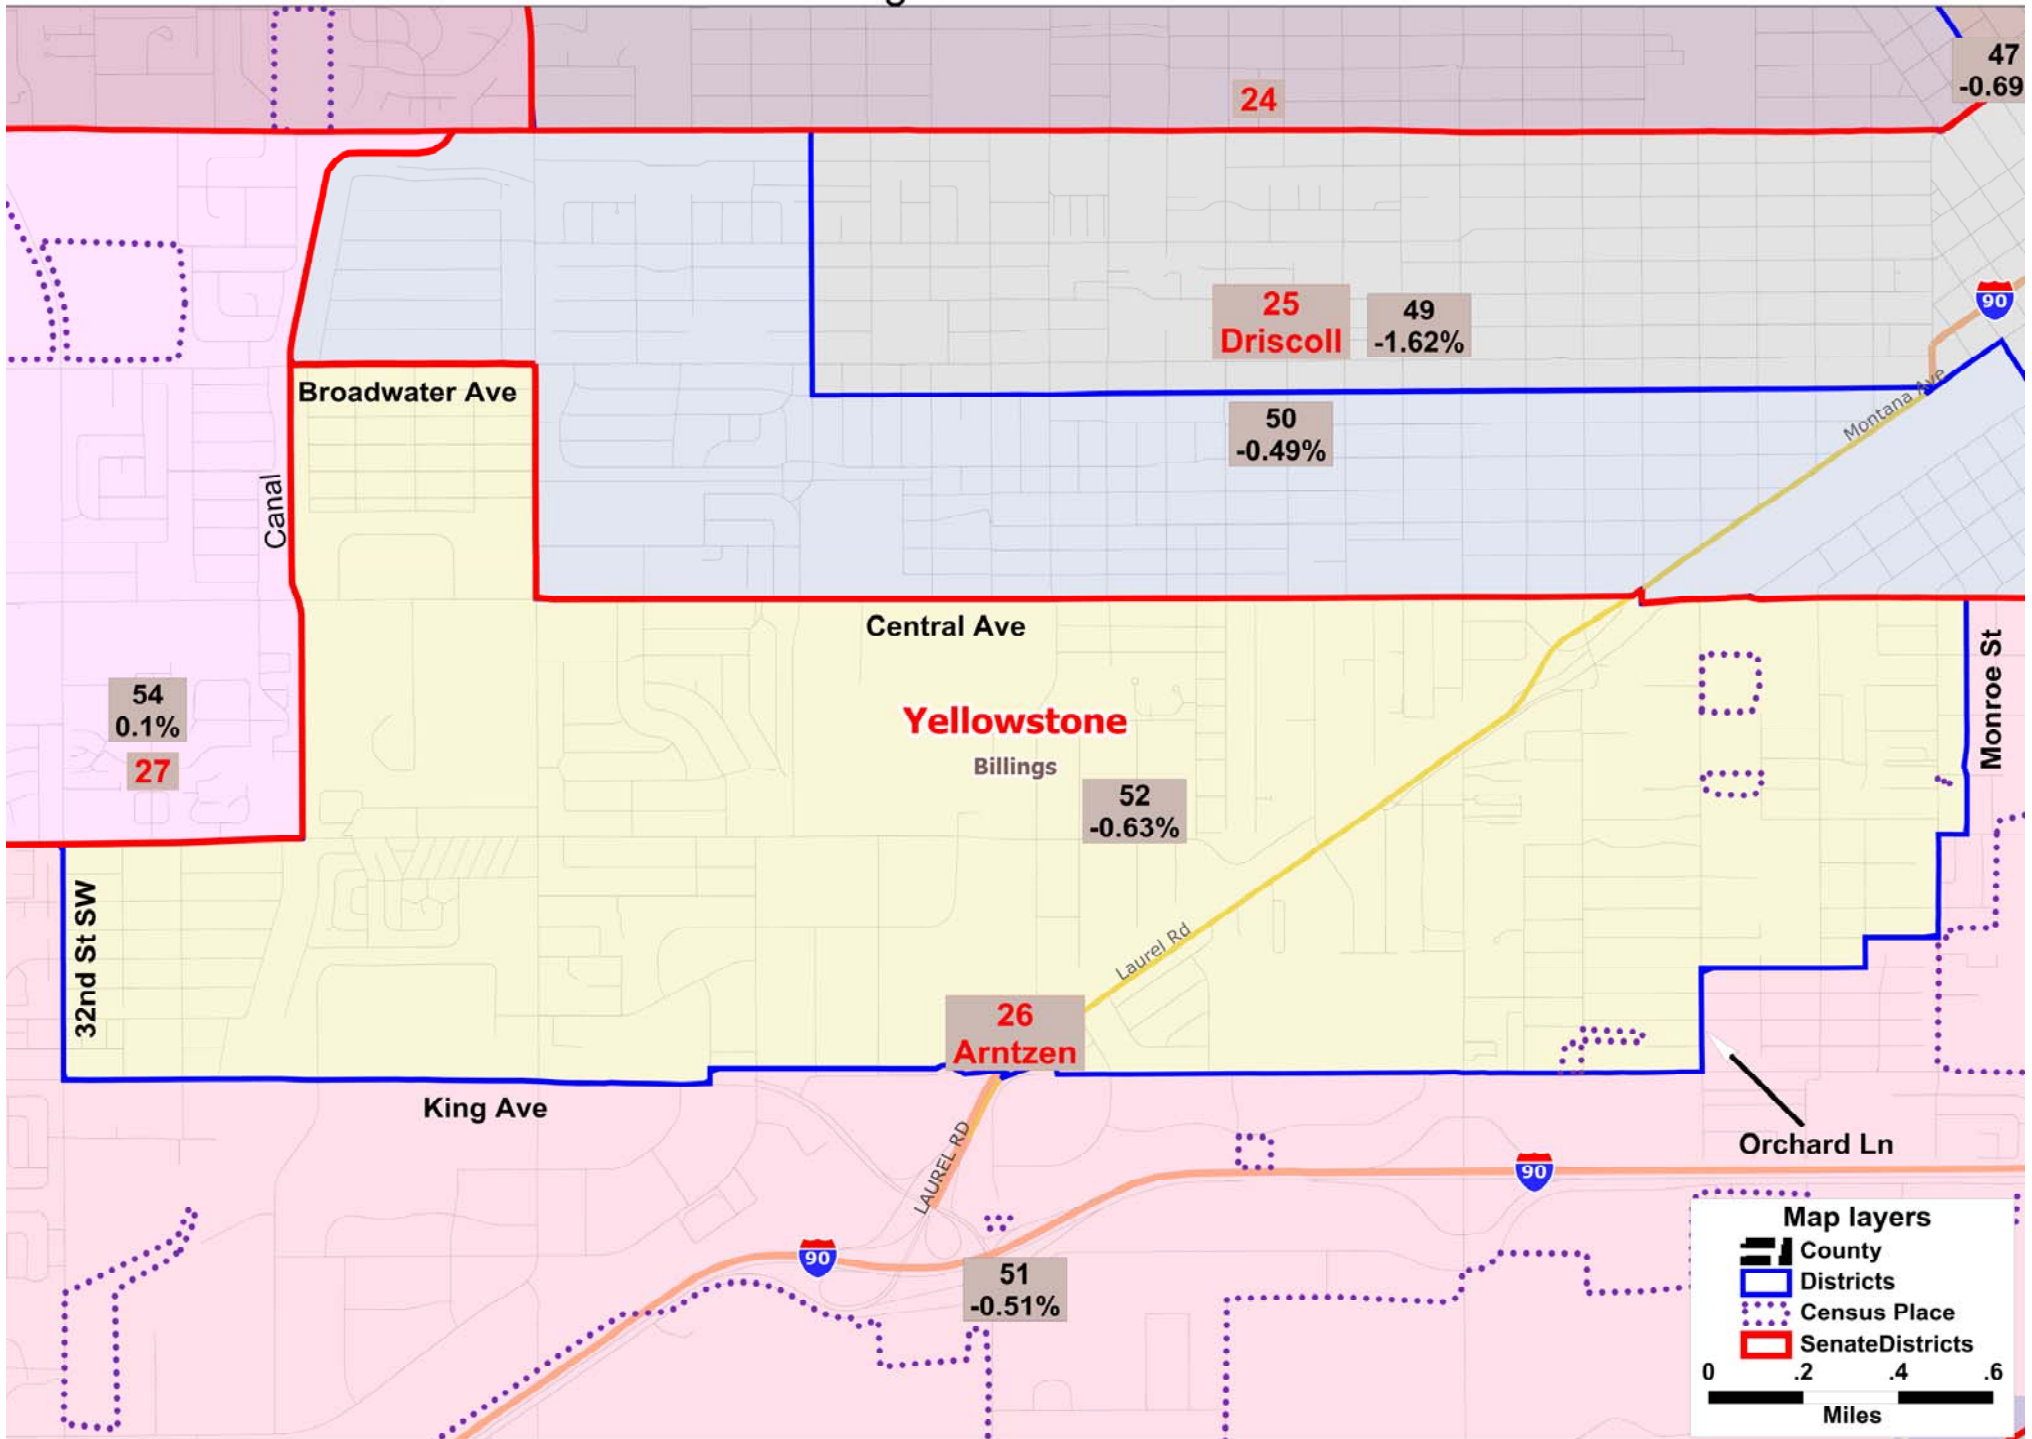 24
47
-0.69
90
25
Driscoll
49
-1.62%
Broadwater Ave
Montana Ave
50
-0.49%
Canal
Central Ave
Monroe St
54
0.1%
27
Yellowstone
Billings
52
-0.63%
32nd St SW
Laurel Rd
26
Arntzen
King Ave
Orchard Ln
LAUREL RD
90
90
51
-0.51%
Map layers
County
Districts
Census Place
SenateDistricts
0 .2 .4 .6
Miles